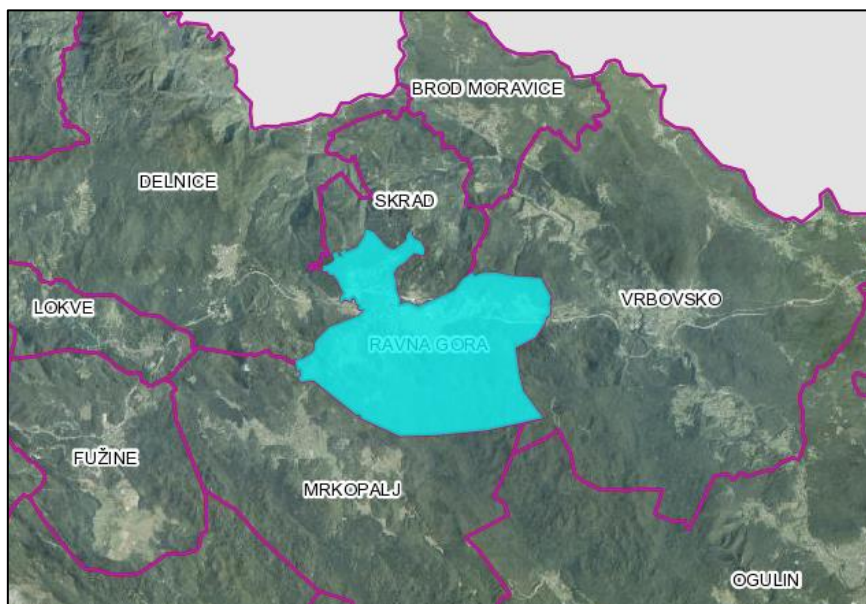 BROD MORAVICE
DELNICE
SKRAD
VRBOVSKO
LOKVE
RAVNA GORA
FUŽINE
MRKOPALJ
OGULIN